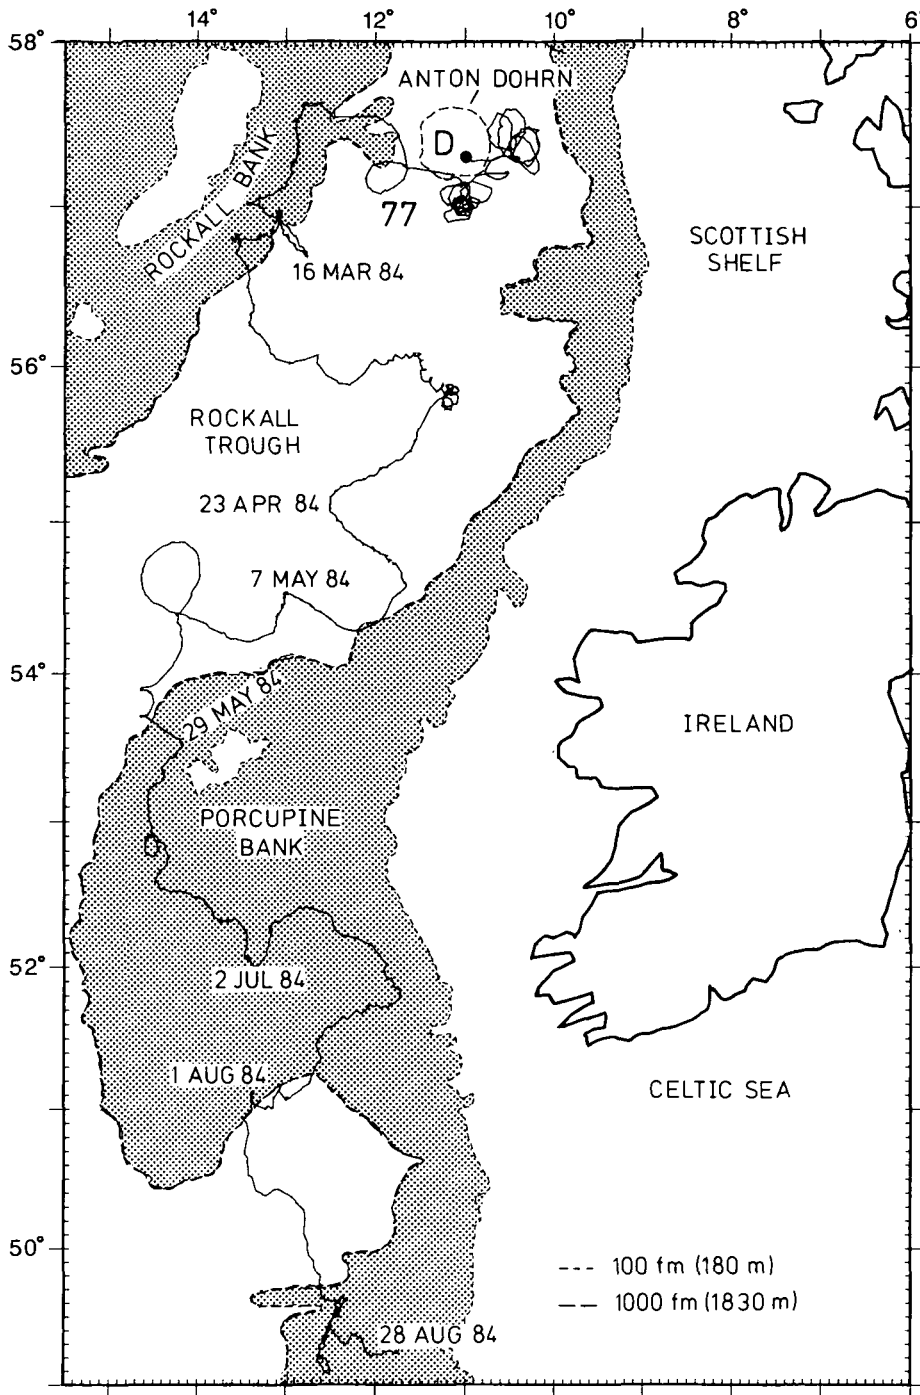 14°
12°
10°
8°
6°
58°
ANTON DOHRN
D
ROCKALL BANK
77
SCOTTISH
SHELF
16 MAR 84
56°
ROCKALL
TROUGH
23 APR 84
7 MAY 84
54°
29 MAY 84
IRELAND
PORCUPINE
BANK
52°
2 JUL 84
1 AUG 84
CELTIC SEA
50°
--- 100 fm (180 m)
— — 1000 fm (1830 m)
28 AUG 84